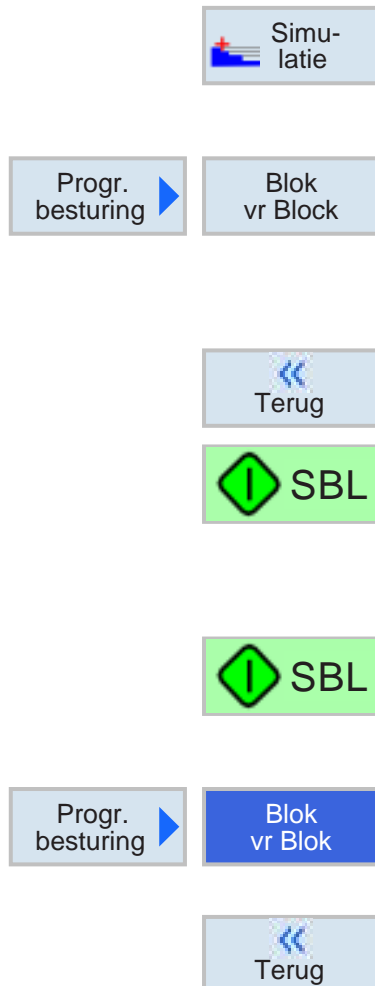 Simu-
latie
Progr.
besturing
Blok
vr Block
Terug
SBL
SBL
Progr.
besturing
Blok
vr Blok
Terug